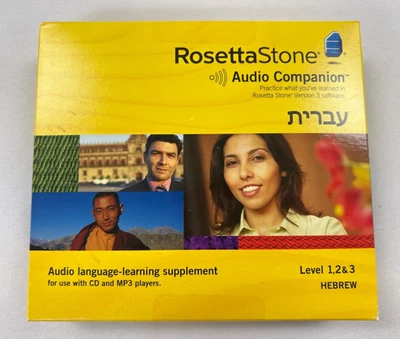 RosettaStone®
Audio Companion™
Practice what you've learned in
Rosetta Stone® Version 3 software.
עברית
Audio language-learning supplement
for use with CD and MP3 players.
Level 1,2&3
HEBREW